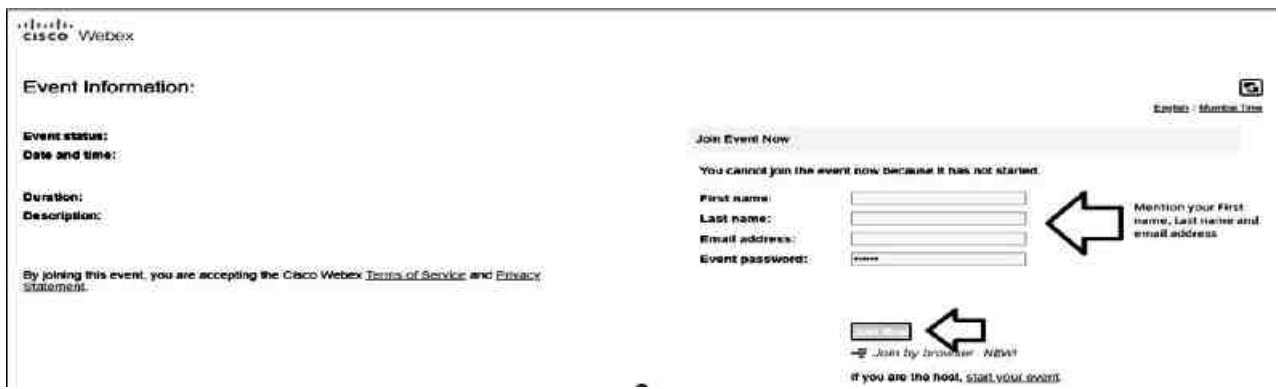 CISCO Webex
Event Information:
English : Mumbai Time
Event status:
Date and time:
Duration:
Description:
By joining this event, you are accepting the Cisco Webex Terms of Service and Privacy
Statement.
Join Event Now
You cannot join the event now because it has not started.
First name:
Last name:
Email address:
Event password:
Mention your First
name, Last name and
email address
Join by browser NEW!
If you are the host, start your event.